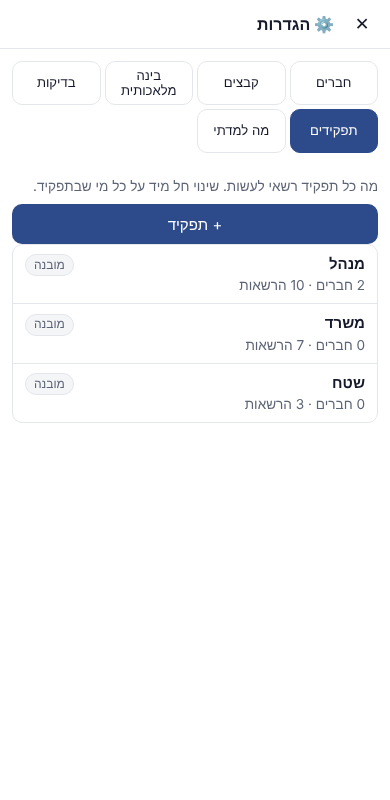 ✕ ⚙️ הגדרות
חברים
קבצים
בינה
מלאכותית
בדיקות
תפקידים
מה למדתי
מה כל תפקיד רשאי לעשות. שינוי חל מיד על כל מי שבתפקיד.
+ תפקיד
מנהל
מובנה
2 חברים · 10 הרשאות
משרד
מובנה
0 חברים · 7 הרשאות
שטח
מובנה
0 חברים · 3 הרשאות